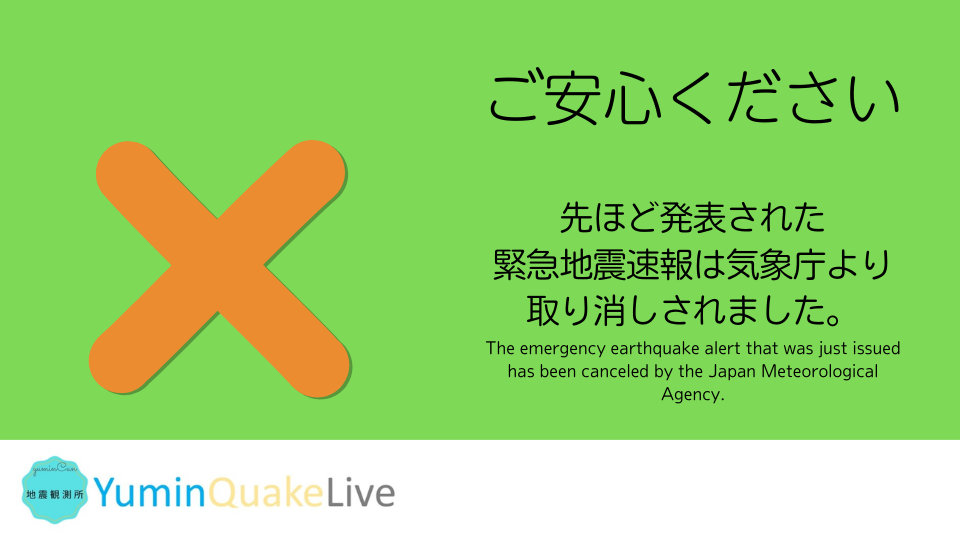 ご安心ください
先ほど発表された
緊急地震速報は気象庁より
取り消しされました。
The emergency earthquake alert that was just issued
has been canceled by the Japan Meteorological
Agency.
yuminCan
地震観測所
YuminQuakeLive